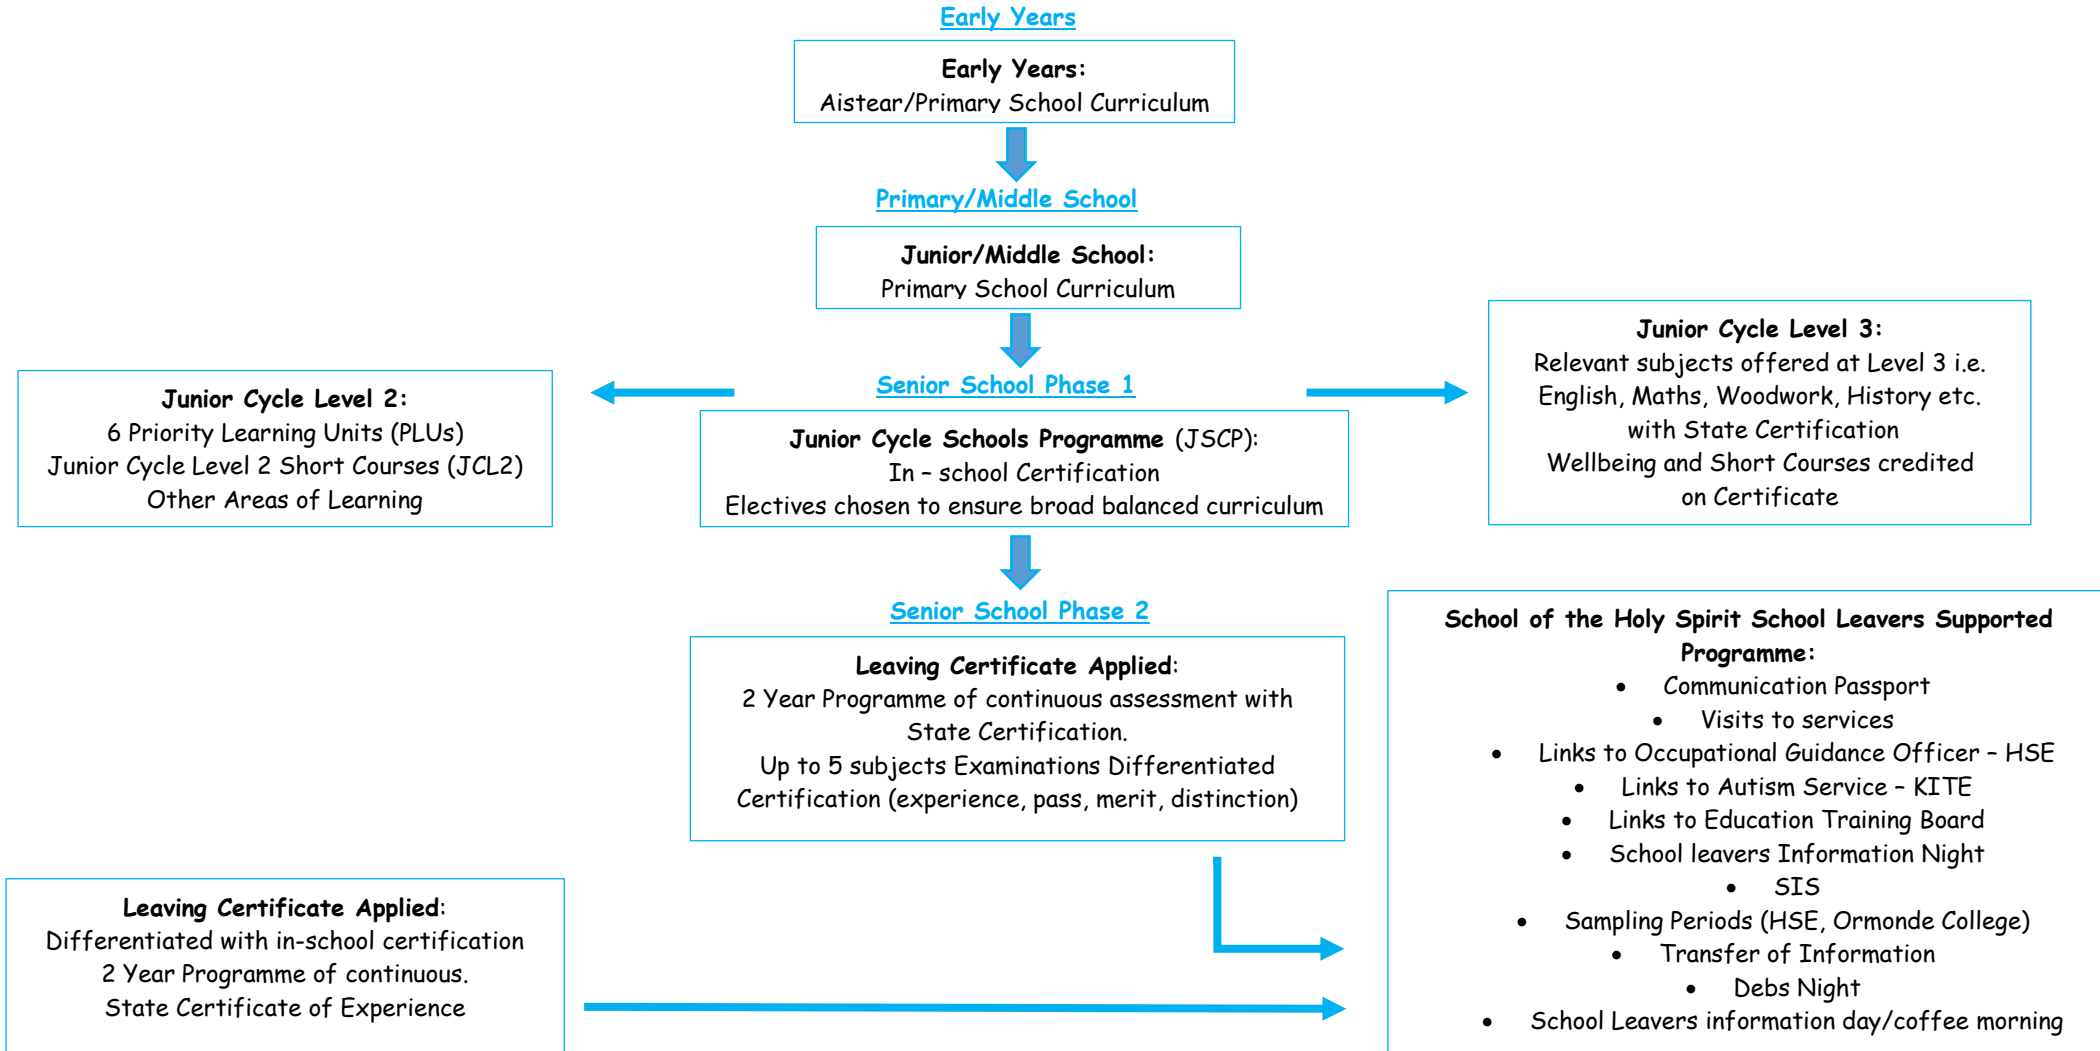 Early Years
Early Years:
Aistear/Primary School Curriculum
Primary/Middle School
Junior/Middle School:
Primary School Curriculum
Senior School Phase 1
Junior Cycle Level 2:
6 Priority Learning Units (PLUs)
Junior Cycle Level 2 Short Courses (JCL2)
Other Areas of Learning
Junior Cycle Schools Programme (JSCP):
In – school Certification
Electives chosen to ensure broad balanced curriculum
Junior Cycle Level 3:
Relevant subjects offered at Level 3 i.e.
English, Maths, Woodwork, History etc.
with State Certification
Wellbeing and Short Courses credited
on Certificate
Senior School Phase 2
Leaving Certificate Applied:
2 Year Programme of continuous assessment with
State Certification.
Up to 5 subjects Examinations Differentiated
Certification (experience, pass, merit, distinction)
Leaving Certificate Applied:
Differentiated with in-school certification
2 Year Programme of continuous.
State Certificate of Experience
School of the Holy Spirit School Leavers Supported
Programme:
• Communication Passport
• Visits to services
• Links to Occupational Guidance Officer – HSE
• Links to Autism Service – KITE
• Links to Education Training Board
• School leavers Information Night
• SIS
• Sampling Periods (HSE, Ormonde College)
• Transfer of Information
• Debs Night
• School Leavers information day/coffee morning